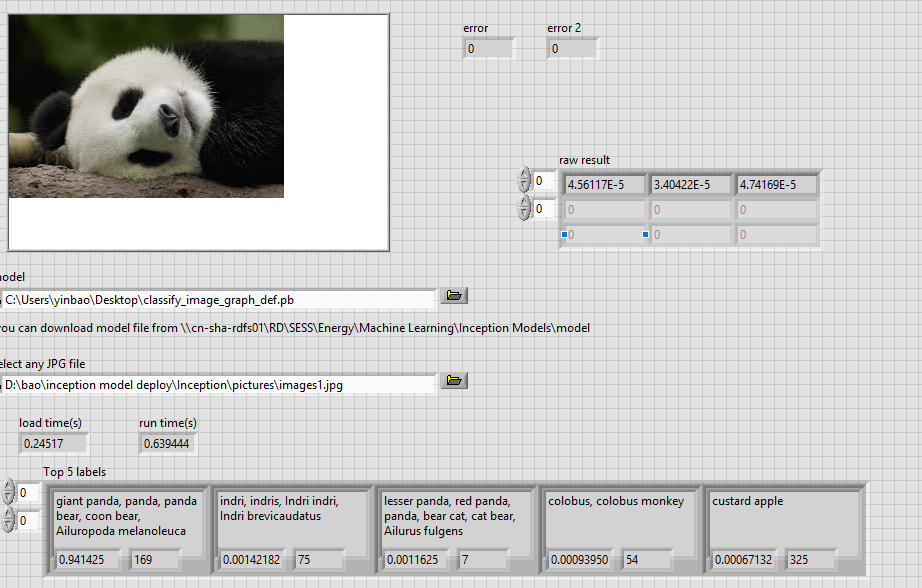 error
error 2
0
0
raw result
0
4.56117E-5
3.40422E-5
4.74169E-5
0
0
0
0
0
0
0
odel
C:\Users\yinbao\Desktop\classify_image_graph_def.pb
ou can download model file from \\cn-sha-rdfs01\RD\SESS\Energy\Machine Learning\Inception Models\model
elect any JPG file
D:\bao\inception model deploy\Inception\pictures\images1.jpg
load time(s)
run time(s)
0.24517
0.639444
Top 5 labels
0
0
giant panda, panda, panda
bear, coon bear,
Ailuropoda melanoleuca
0.941425
169
indri, indris, Indri indri,
Indri brevicaudatus
0.00142182
75
lesser panda, red panda,
panda, bear cat, cat bear,
Ailurus fulgens
0.0011625
7
colobus, colobus monkey
0.00093950
54
custard apple
0.00067132
325